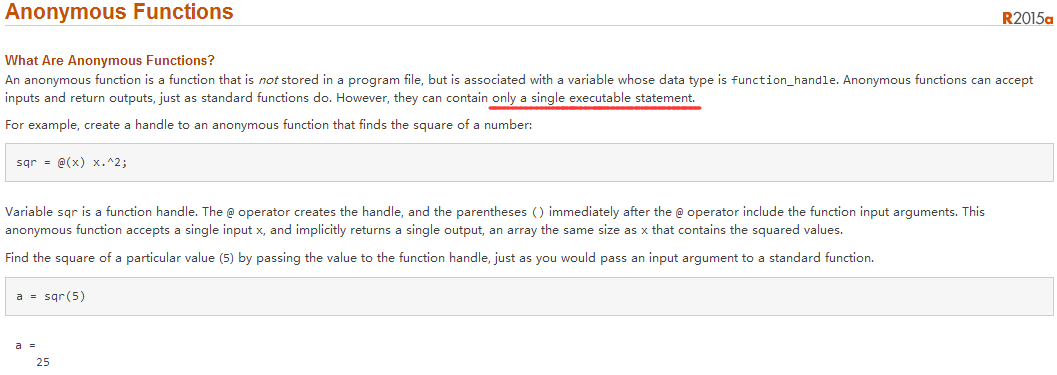 Anonymous Functions
R2015a
What Are Anonymous Functions?
An anonymous function is a function that is not stored in a program file, but is associated with a variable whose data type is function_handle. Anonymous functions can accept
inputs and return outputs, just as standard functions do. However, they can contain only a single executable statement.
For example, create a handle to an anonymous function that finds the square of a number:
sqr = @(x) x.^2;
Variable sqr is a function handle. The @ operator creates the handle, and the parentheses () immediately after the @ operator include the function input arguments. This
anonymous function accepts a single input x, and implicitly returns a single output, an array the same size as x that contains the squared values.
Find the square of a particular value (5) by passing the value to the function handle, just as you would pass an input argument to a standard function.
a = sqr(5)
a =
25